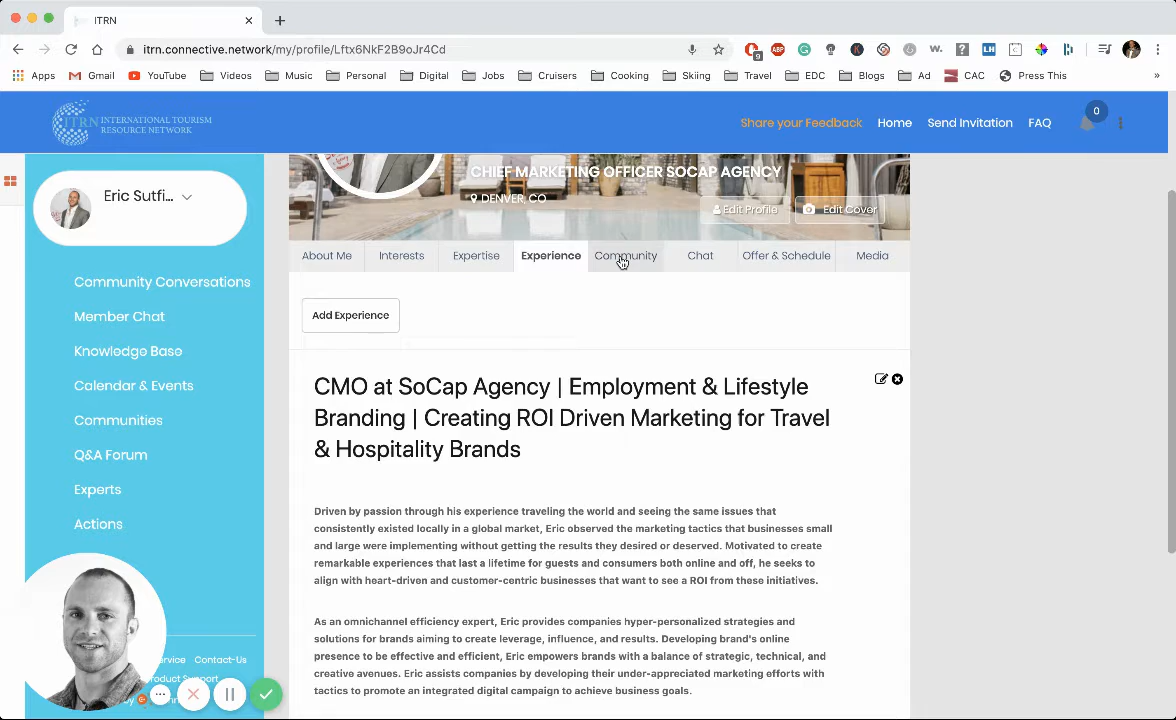 ITRN
itrn.connective.network/my/profile/Lftx6NkF2B9oJr4Cd
Apps Gmail YouTube Videos Music Personal Digital Jobs Cruisers Cooking Skiing Travel EDC Blogs Ad CAC Press This »
ITRN INTERNATIONAL TOURISM
RESOURCE NETWORK
Share your Feedback Home Send Invitation FAQ 0
Eric Sutfi...
Community Conversations
Member Chat
Knowledge Base
Calendar & Events
Communities
Q&A Forum
Experts
Actions
Contact-Us
CHIEF MARKETING OFFICER SOCAP AGENCY
DENVER, CO
Edit Profile Edit Cover
About Me Interests Expertise Experience Community Chat Offer & Schedule Media
Add Experience
CMO at SoCap Agency | Employment & Lifestyle
Branding | Creating ROI Driven Marketing for Travel
& Hospitality Brands
Driven by passion through his experience traveling the world and seeing the same issues that
consistently existed locally in a global market, Eric observed the marketing tactics that businesses small
and large were implementing without getting the results they desired or deserved. Motivated to create
remarkable experiences that last a lifetime for guests and consumers both online and off, he seeks to
align with heart-driven and customer-centric businesses that want to see a ROI from these initiatives.
As an omnichannel efficiency expert, Eric provides companies hyper-personalized strategies and
solutions for brands aiming to create leverage, influence, and results. Developing brand's online
presence to be effective and efficient, Eric empowers brands with a balance of strategic, technical, and
creative avenues. Eric assists companies by developing their under-appreciated marketing efforts with
tactics to promote an integrated digital campaign to achieve business goals.